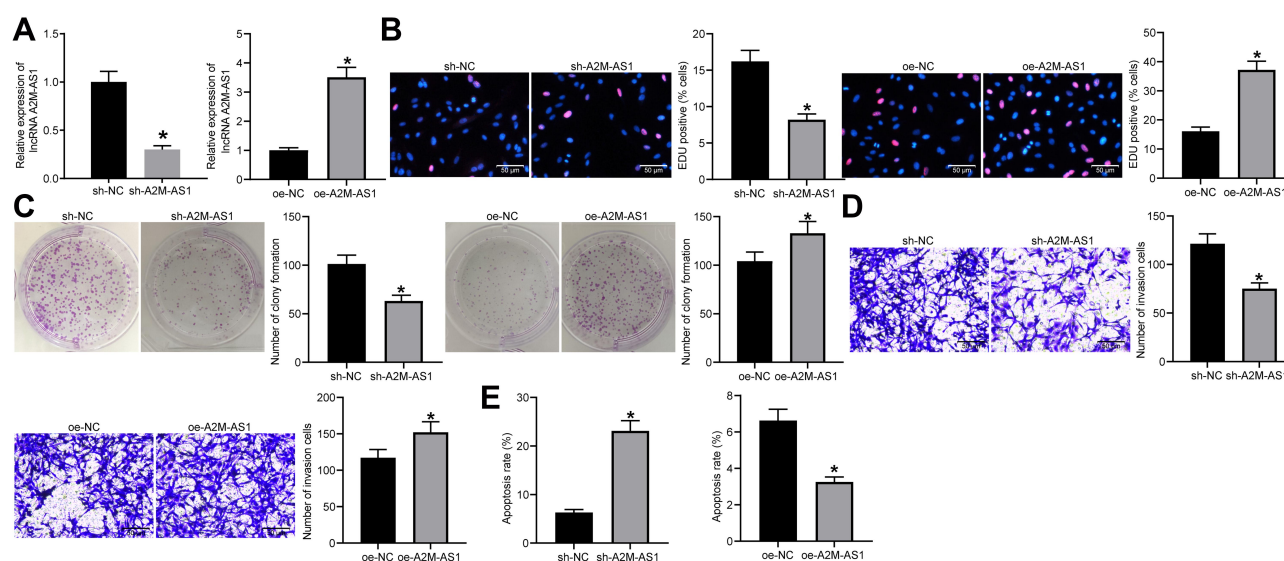 A
Relative expression of
lncRNA A2M-AS1
1.5
1.0
0.5
0.0
*
sh-NC
sh-A2M-AS1
Relative expression of
lncRNA A2M-AS1
5
4
3
2
1
0
*
oe-NC
oe-A2M-AS1
B
sh-NC
sh-A2M-AS1
50 μm
50 μm
EDU positive (% cells)
20
15
10
5
0
*
sh-NC
sh-A2M-AS1
oe-NC
oe-A2M-AS1
50 μm
50 μm
EDU positive (% cells)
50
40
30
20
10
0
*
oe-NC
oe-A2M-AS1
C
sh-NC
sh-A2M-AS1
Number of clony formation
150
100
50
0
*
sh-NC
sh-A2M-AS1
oe-NC
oe-A2M-AS1
Number of clony formation
150
100
50
0
*
oe-NC
oe-A2M-AS1
D
sh-NC
sh-A2M-AS1
Number of invasion cells
150
100
50
0
*
sh-NC
sh-A2M-AS1
oe-NC
oe-A2M-AS1
Number of invasion cells
200
150
100
50
0
*
oe-NC
oe-A2M-AS1
E
Apoptosis rate (%)
30
20
10
0
*
sh-NC
sh-A2M-AS1
Apoptosis rate (%)
8
6
4
2
0
*
oe-NC
oe-A2M-AS1